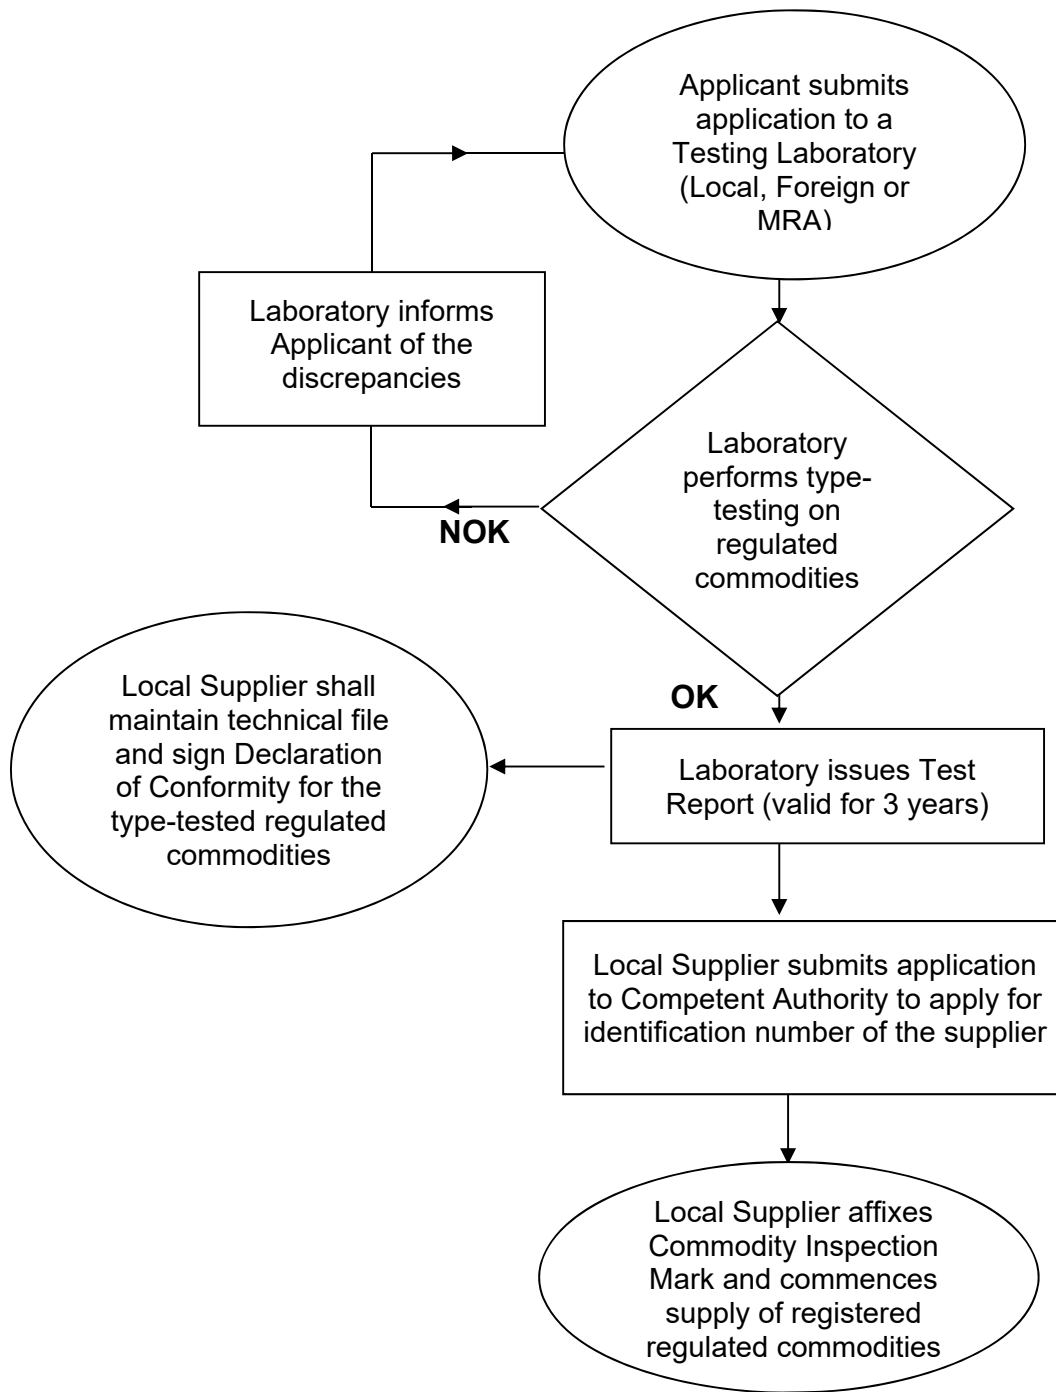 Applicant submits
application to a
Testing Laboratory
(Local, Foreign or
MRA)
Laboratory informs
Applicant of the
discrepancies
Laboratory
performs type-
testing on
regulated
commodities
NOK
OK
Local Supplier shall
maintain technical file
and sign Declaration
of Conformity for the
type-tested regulated
commodities
Laboratory issues Test
Report (valid for 3 years)
Local Supplier submits application
to Competent Authority to apply for
identification number of the supplier
Local Supplier affixes
Commodity Inspection
Mark and commences
supply of registered
regulated commodities